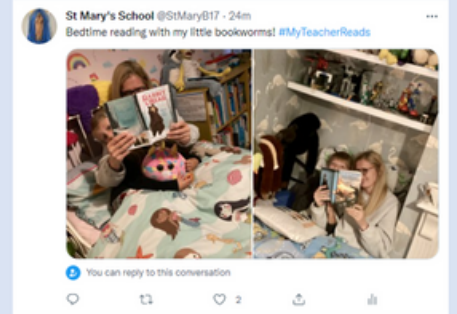 St Mary's School @StMaryB17 · 24m
Bedtime reading with my little bookworms! #MyTeacherReads
You can reply to this conversation
2